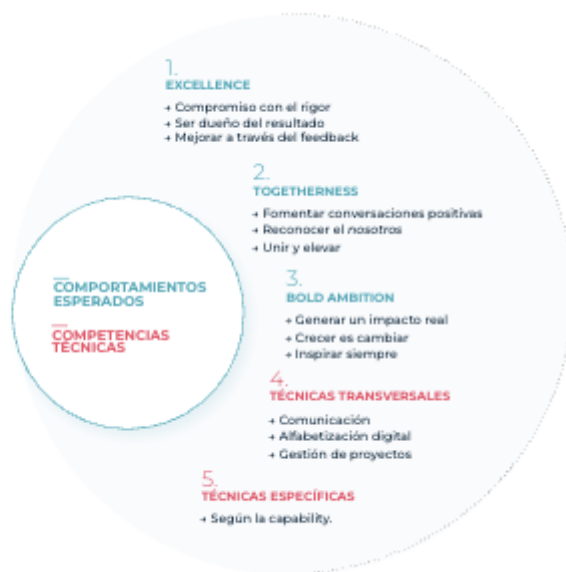 1.
EXCELLENCE
→ Compromiso con el rigor
→ Ser dueño del resultado
→ Mejorar a través del feedback
2.
TOGETHERNESS
→ Fomentar conversaciones positivas
→ Reconocer el nosotros
→ Unir y elevar
COMPORTAMIENTOS
ESPERADOS
COMPETENCIAS
TÉCNICAS
3.
BOLD AMBITION
→ Generar un impacto real
→ Crecer es cambiar
→ Inspirar siempre
4.
TÉCNICAS TRANSVERSALES
→ Comunicación
→ Alfabetización digital
→ Gestión de proyectos
5.
TÉCNICAS ESPECÍFICAS
→ Según la capability.